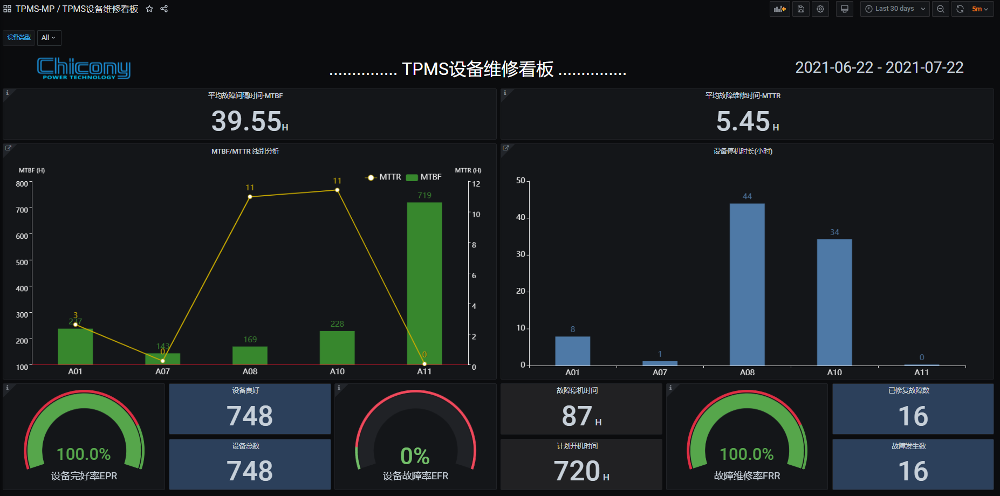 TPMS-MP / TPMS设备维修看板
Last 30 days
5m
设备类型
All
Chicony
POWER TECHNOLOGY
............... TPMS设备维修看板 ...............
2021-06-22 - 2021-07-22
平均故障间隔时间-MTBF
39.55H
平均故障维修时间-MTTR
5.45 H
MTBF/MTTR 线别分析
MTBF (H)
MTTR (H)
MTTR
MTBF
800
700
600
500
400
300
200
100
12
10
8
6
4
2
0
3
237
143
0
11
169
11
228
719
0
A01
A07
A08
A10
A11
设备停机时长(小时)
50
40
30
20
10
0
8
1
44
34
0
A01
A07
A08
A10
A11
100.0%
设备完好率EPR
设备良好
748
设备总数
748
0%
设备故障率EFR
故障停机时间
87 H
计划开机时间
720 H
100.0%
故障维修率FRR
已修复故障数
16
故障发生数
16